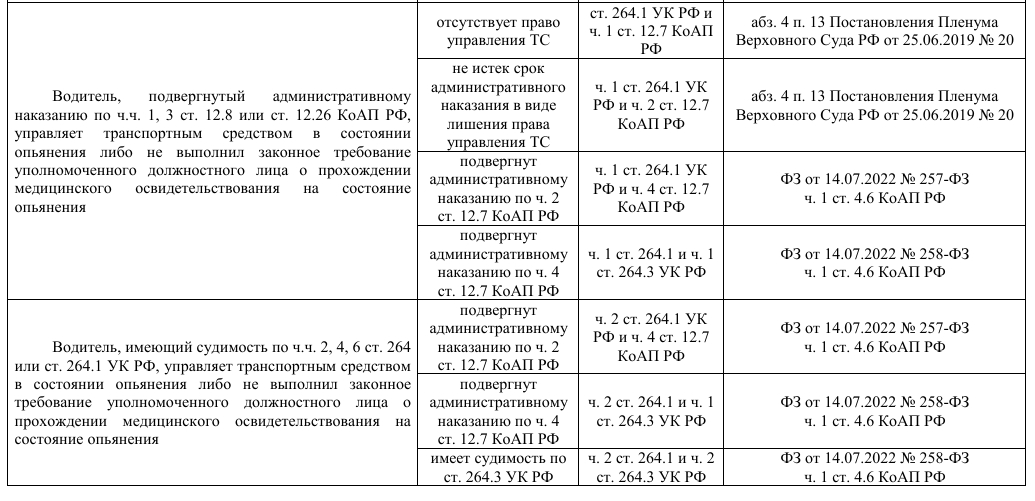 отсутствует право
управления ТС
ст. 264.1 УК РФ и
ч. 1 ст. 12.7 КоАП
РФ
абз. 4 п. 13 Постановления Пленума
Верховного Суда РФ от 25.06.2019 № 20
Водитель, подвергнутый административному
наказанию по ч.ч. 1, 3 ст. 12.8 или ст. 12.26 КоАП РФ,
управляет транспортным средством в состоянии
опьянения либо не выполнил законное требование
уполномоченного должностного лица о прохождении
медицинского освидетельствования на состояние
опьянения
не истек срок
административного
наказания в виде
лишения права
управления ТС
ч. 1 ст. 264.1 УК
РФ и ч. 2 ст. 12.7
КоАП РФ
абз. 4 п. 13 Постановления Пленума
Верховного Суда РФ от 25.06.2019 № 20
подвергнут
административному
наказанию по ч. 2
ст. 12.7 КоАП РФ
ч. 1 ст. 264.1 УК
РФ и ч. 4 ст. 12.7
КоАП РФ
ФЗ от 14.07.2022 № 257-ФЗ
ч. 1 ст. 4.6 КоАП РФ
подвергнут
административному
наказанию по ч. 4
ст. 12.7 КоАП РФ
ч. 1 ст. 264.1 и ч. 1
ст. 264.3 УК РФ
ФЗ от 14.07.2022 № 258-ФЗ
ч. 1 ст. 4.6 КоАП РФ
Водитель, имеющий судимость по ч.ч. 2, 4, 6 ст. 264
или ст. 264.1 УК РФ, управляет транспортным средством
в состоянии опьянения либо не выполнил законное
требование уполномоченного должностного лица о
прохождении медицинского освидетельствования на
состояние опьянения
подвергнут
административному
наказанию по ч. 2
ст. 12.7 КоАП РФ
ч. 2 ст. 264.1 УК
РФ и ч. 4 ст. 12.7
КоАП РФ
ФЗ от 14.07.2022 № 257-ФЗ
ч. 1 ст. 4.6 КоАП РФ
подвергнут
административному
наказанию по ч. 4
ст. 12.7 КоАП РФ
ч. 2 ст. 264.1 и ч. 1
ст. 264.3 УК РФ
ФЗ от 14.07.2022 № 258-ФЗ
ч. 1 ст. 4.6 КоАП РФ
имеет судимость по
ст. 264.3 УК РФ
ч. 2 ст. 264.1 и ч. 2
ст. 264.3 УК РФ
ФЗ от 14.07.2022 № 258-ФЗ
ч. 1 ст. 4.6 КоАП РФ